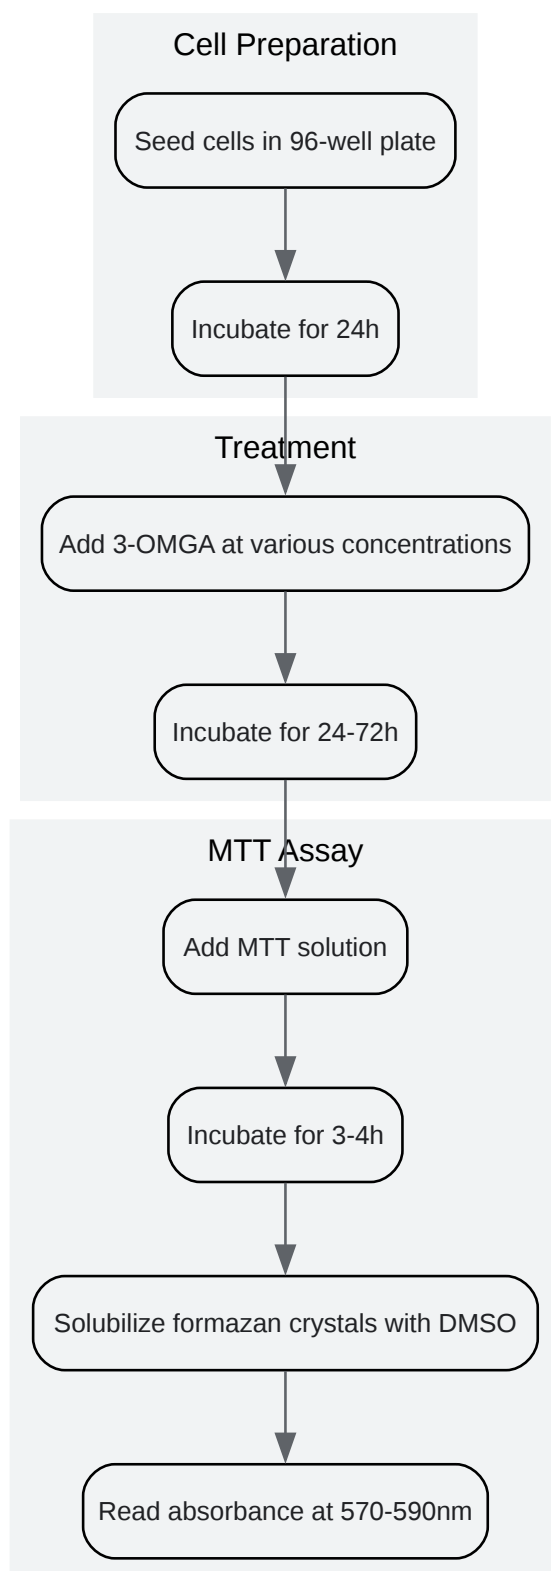 Cell Preparation
Seed cells in 96-well plate
Incubate for 24h
Treatment
Add 3-OMGA at various concentrations
Incubate for 24-72h
MTT Assay
Add MTT solution
Incubate for 3-4h
Solubilize formazan crystals with DMSO
Read absorbance at 570-590nm